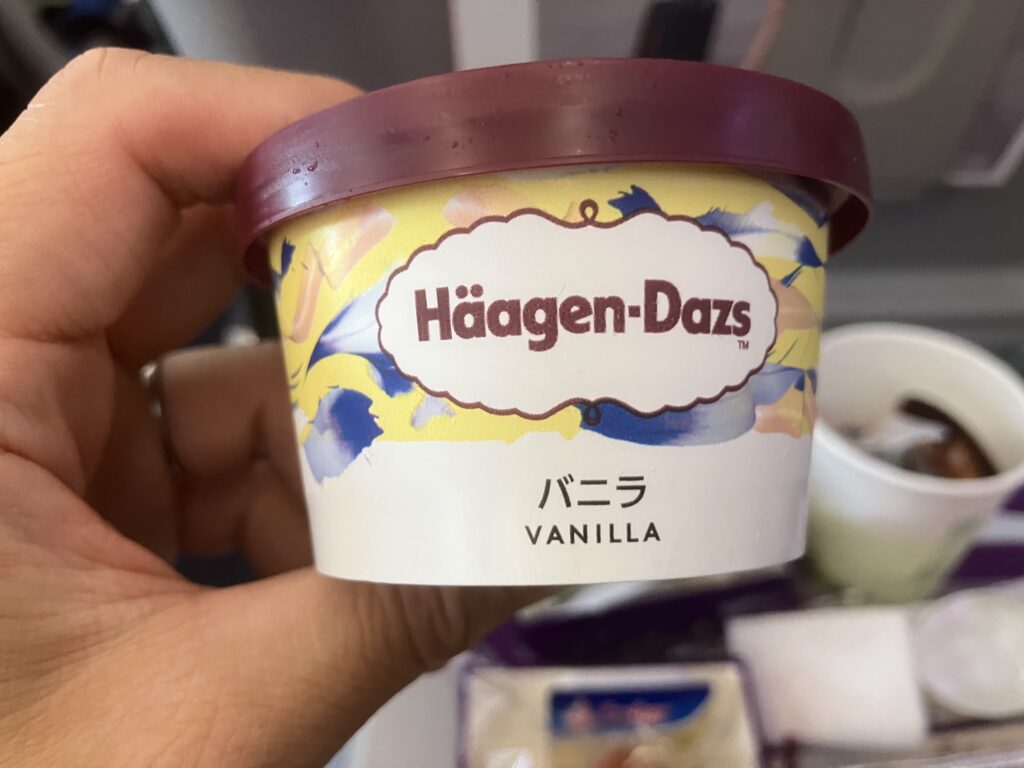 Häagen-Dazs
TM
バニラ
VANILLA